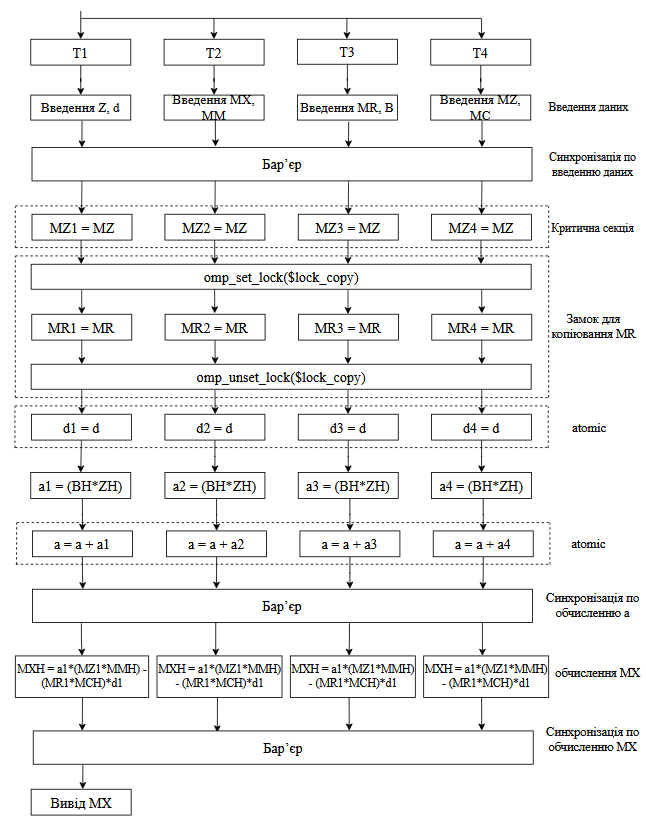 T1
T2
T3
T4
Введення Z, d
Введення MX,
MM
Введення MR, B
Введення MZ,
MC
Введення даних
Бар’єр
Синхронізація по
введенню даних
MZ1 = MZ
MZ2 = MZ
MZ3 = MZ
MZ4 = MZ
Критична секція
omp_set_lock($lock_copy)
MR1 = MR
MR2 = MR
MR3 = MR
MR4 = MR
Замок для
копіювання MR
omp_unset_lock($lock_copy)
d1 = d
d2 = d
d3 = d
d4 = d
atomic
a1 = (BH*ZH)
a2 = (BH*ZH)
a3 = (BH*ZH)
a4 = (BH*ZH)
a = a + a1
a = a + a2
a = a + a3
a = a + a4
atomic
Бар’єр
Синхронізація по
обчисленню a
MXH = a1*(MZ1*MMH) -
(MR1*MCH)*d1
MXH = a1*(MZ1*MMH)
- (MR1*MCH)*d1
MXH = a1*(MZ1*MMH)
- (MR1*MCH)*d1
MXH = a1*(MZ1*MMH)
- (MR1*MCH)*d1
обчислення MX
Бар’єр
Синхронізація по
обчисленню MX
Вивід MX